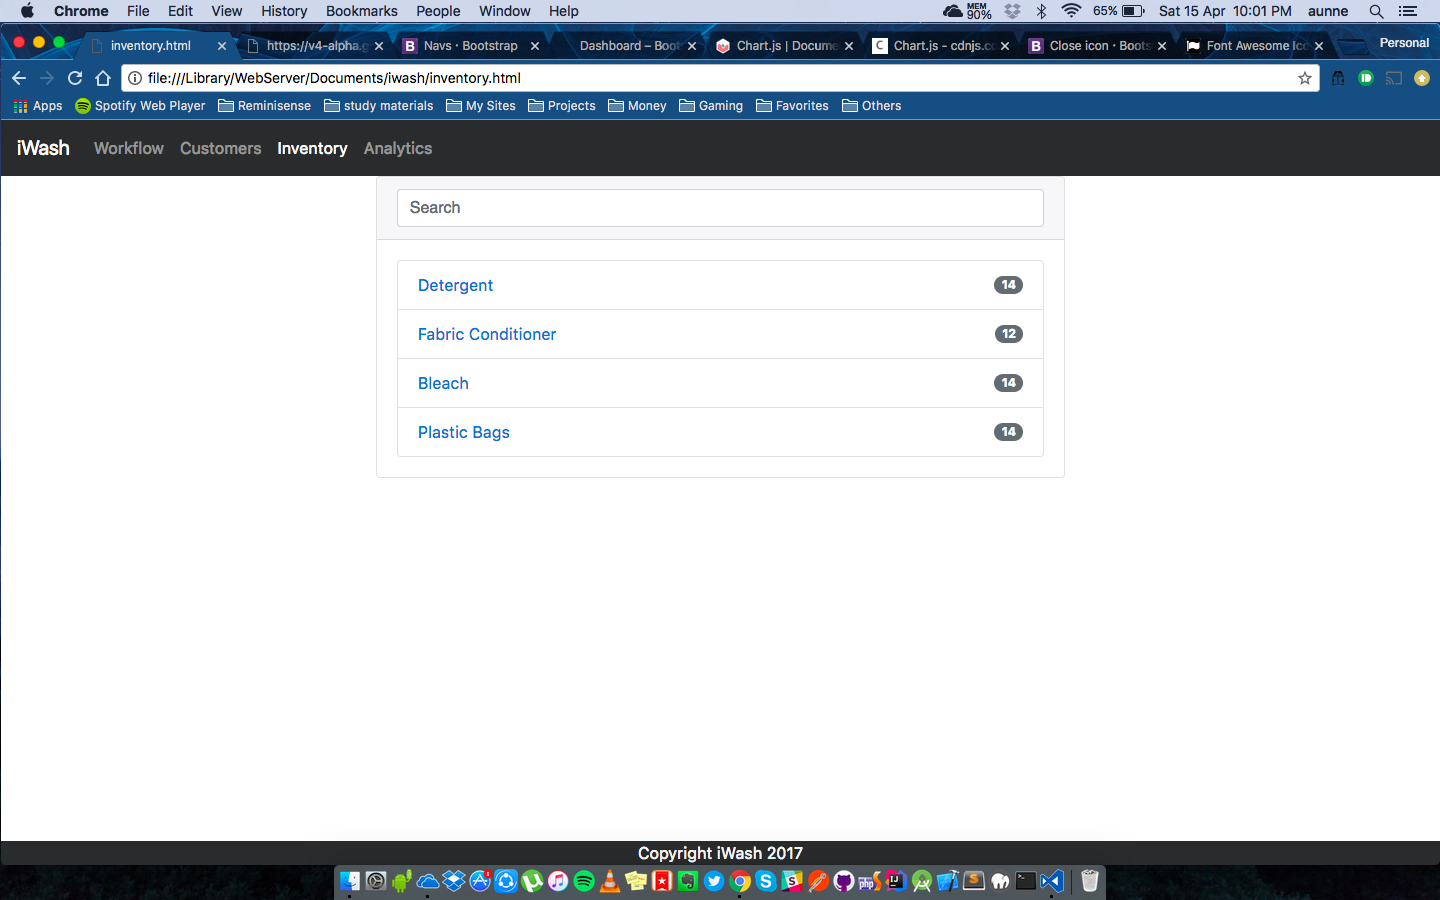 Chrome File Edit View History Bookmarks People Window Help MEM 90% 65% Sat 15 Apr 10:01 PM aunne
inventory.html https://v4-alpha.g Navs · Bootstrap Dashboard – Boot Chart.js | Docume Chart.js - cdnjs.c Close icon · Boots Font Awesome Ico Personal
file:///Library/WebServer/Documents/iwash/inventory.html
Apps Spotify Web Player Reminisense study materials My Sites Projects Money Gaming Favorites Others
iWash Workflow Customers Inventory Analytics
Search
Detergent 14
Fabric Conditioner 12
Bleach 14
Plastic Bags 14
Copyright iWash 2017